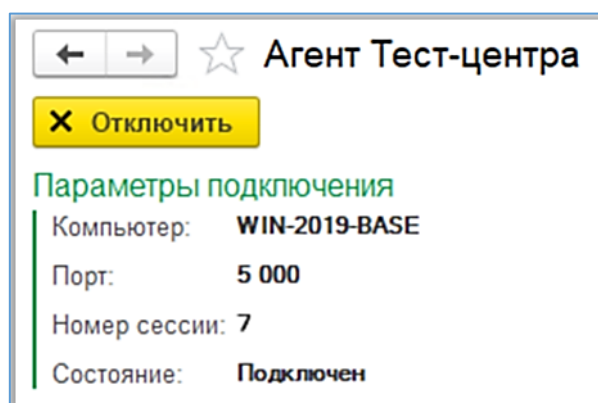 Агент Тест-центра
Отключить
Параметры подключения
Компьютер: WIN-2019-BASE
Порт: 5 000
Номер сессии: 7
Состояние: Подключен